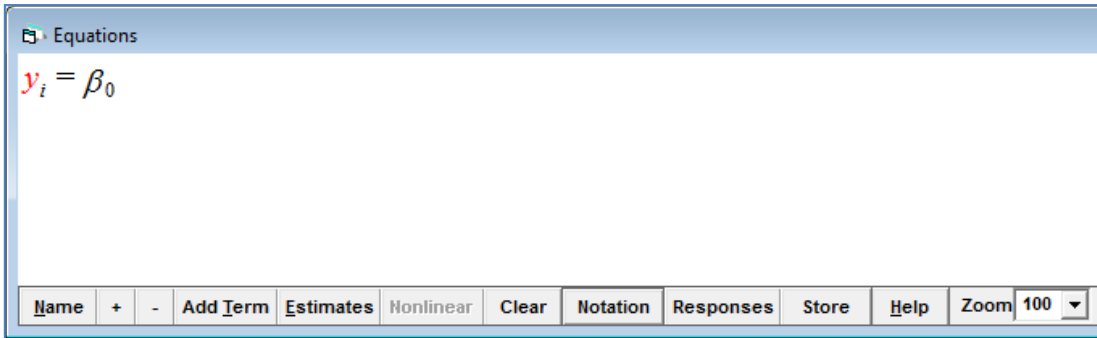 Equations
yᵢ = β₀
Name + - Add Term Estimates Nonlinear Clear Notation Responses Store Help Zoom 100